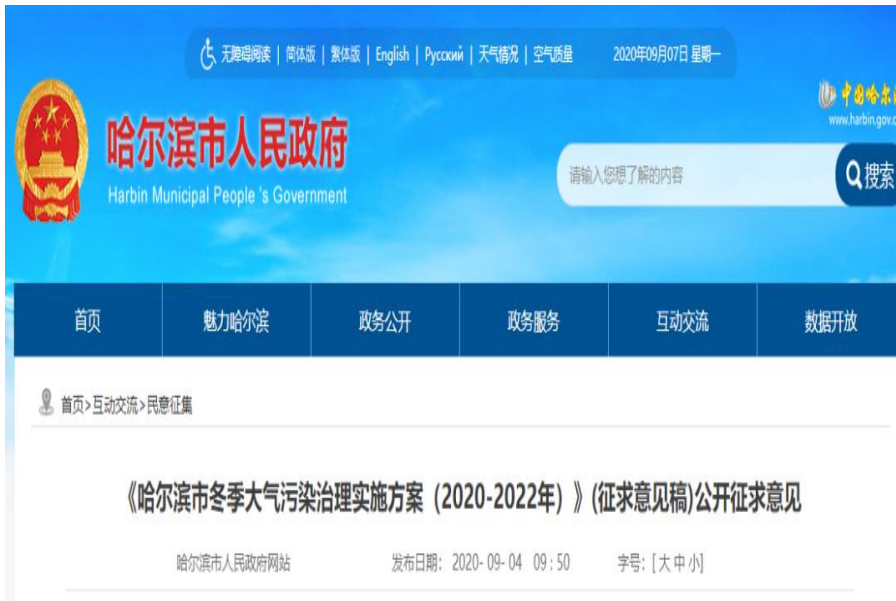 无障碍阅读 | 简体版 | 繁体版 | English | Русский | 天气情况 | 空气质量 2020年09月07日 星期一
中国哈尔
www.harbin.gov.c
哈尔滨市人民政府
Harbin Municipal People 's Government
请输入您想了解的内容
搜索
首页 魅力哈尔滨 政务公开 政务服务 互动交流 数据开放
首页>互动交流>民意征集
《哈尔滨市冬季大气污染治理实施方案（2020-2022年）》(征求意见稿)公开征求意见
哈尔滨市人民政府网站 发布日期：2020-09-04 09:50 字号：[大 中 小]